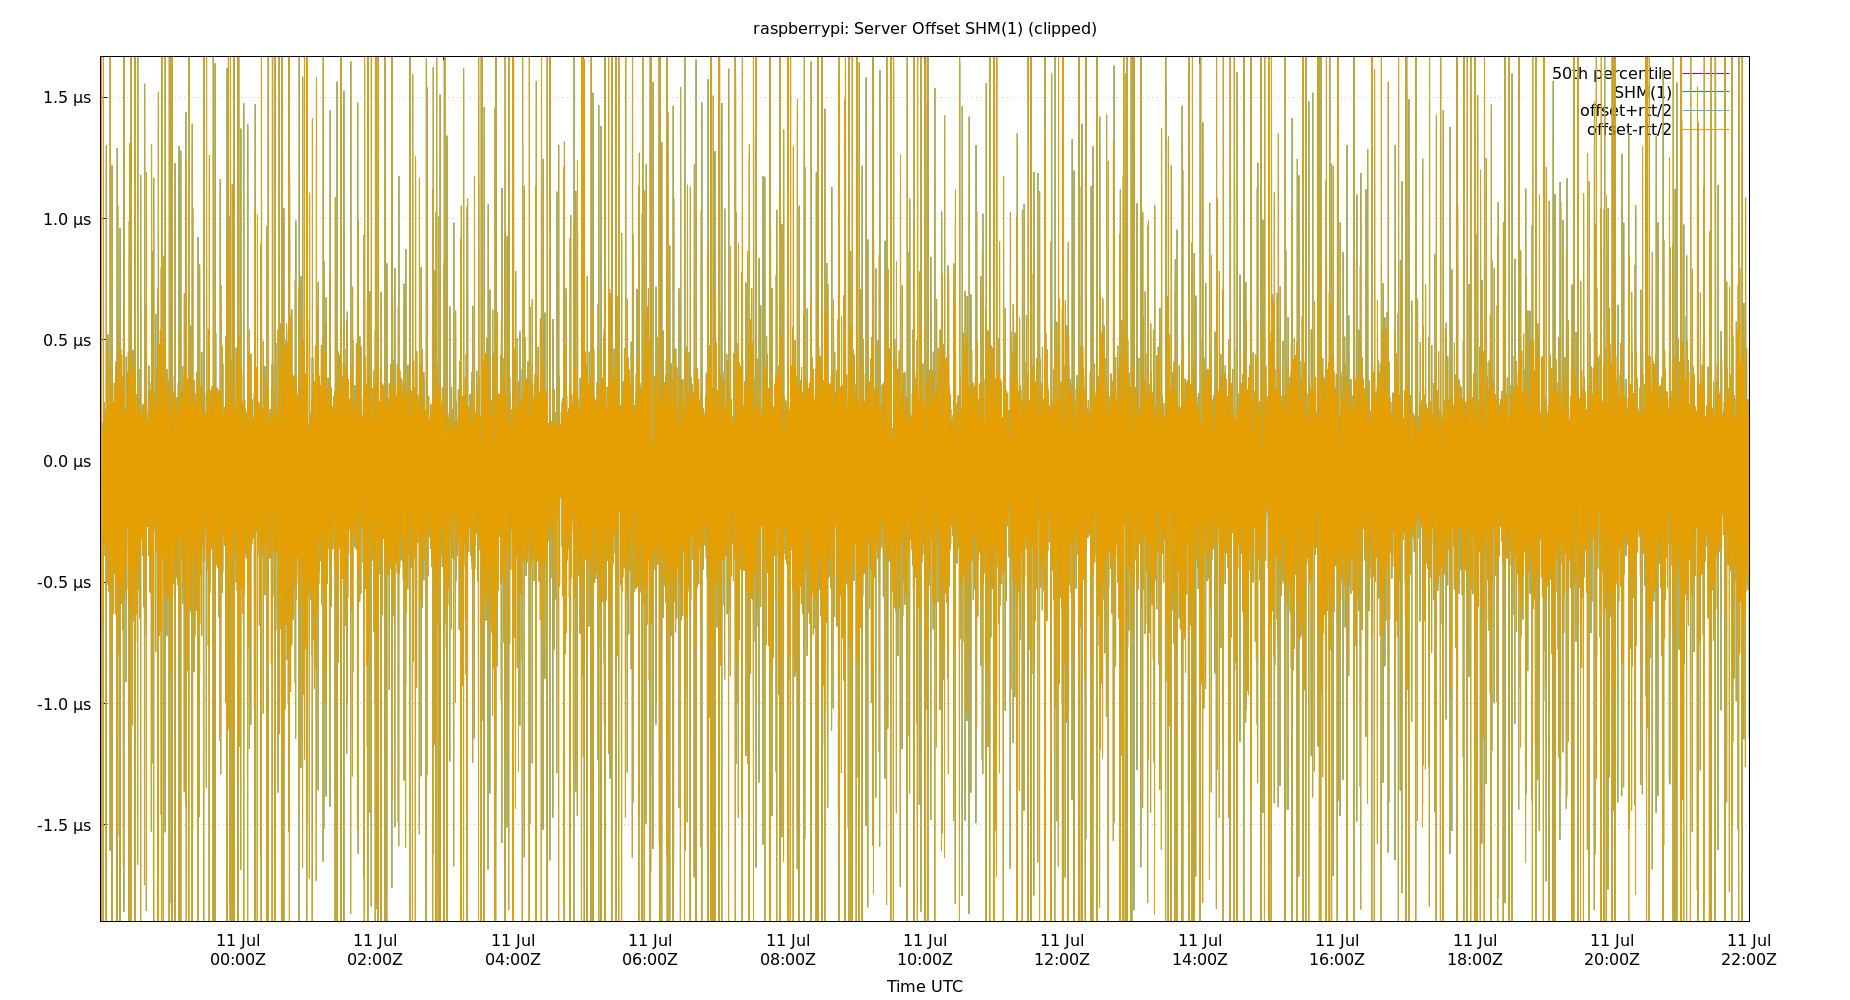 raspberrypi: Server Offset SHM(1) (clipped)
50th percentile
SHM(1)
offset+rtt/2
offset-rtt/2
1.5 µs
1.0 µs
0.5 µs
0.0 µs
-0.5 µs
-1.0 µs
-1.5 µs
11 Jul 11 Jul 11 Jul 11 Jul 11 Jul 11 Jul 11 Jul 11 Jul 11 Jul 11 Jul 11 Jul 11 Jul
00:00Z 02:00Z 04:00Z 06:00Z 08:00Z 10:00Z 12:00Z 14:00Z 16:00Z 18:00Z 20:00Z 22:00Z
Time UTC